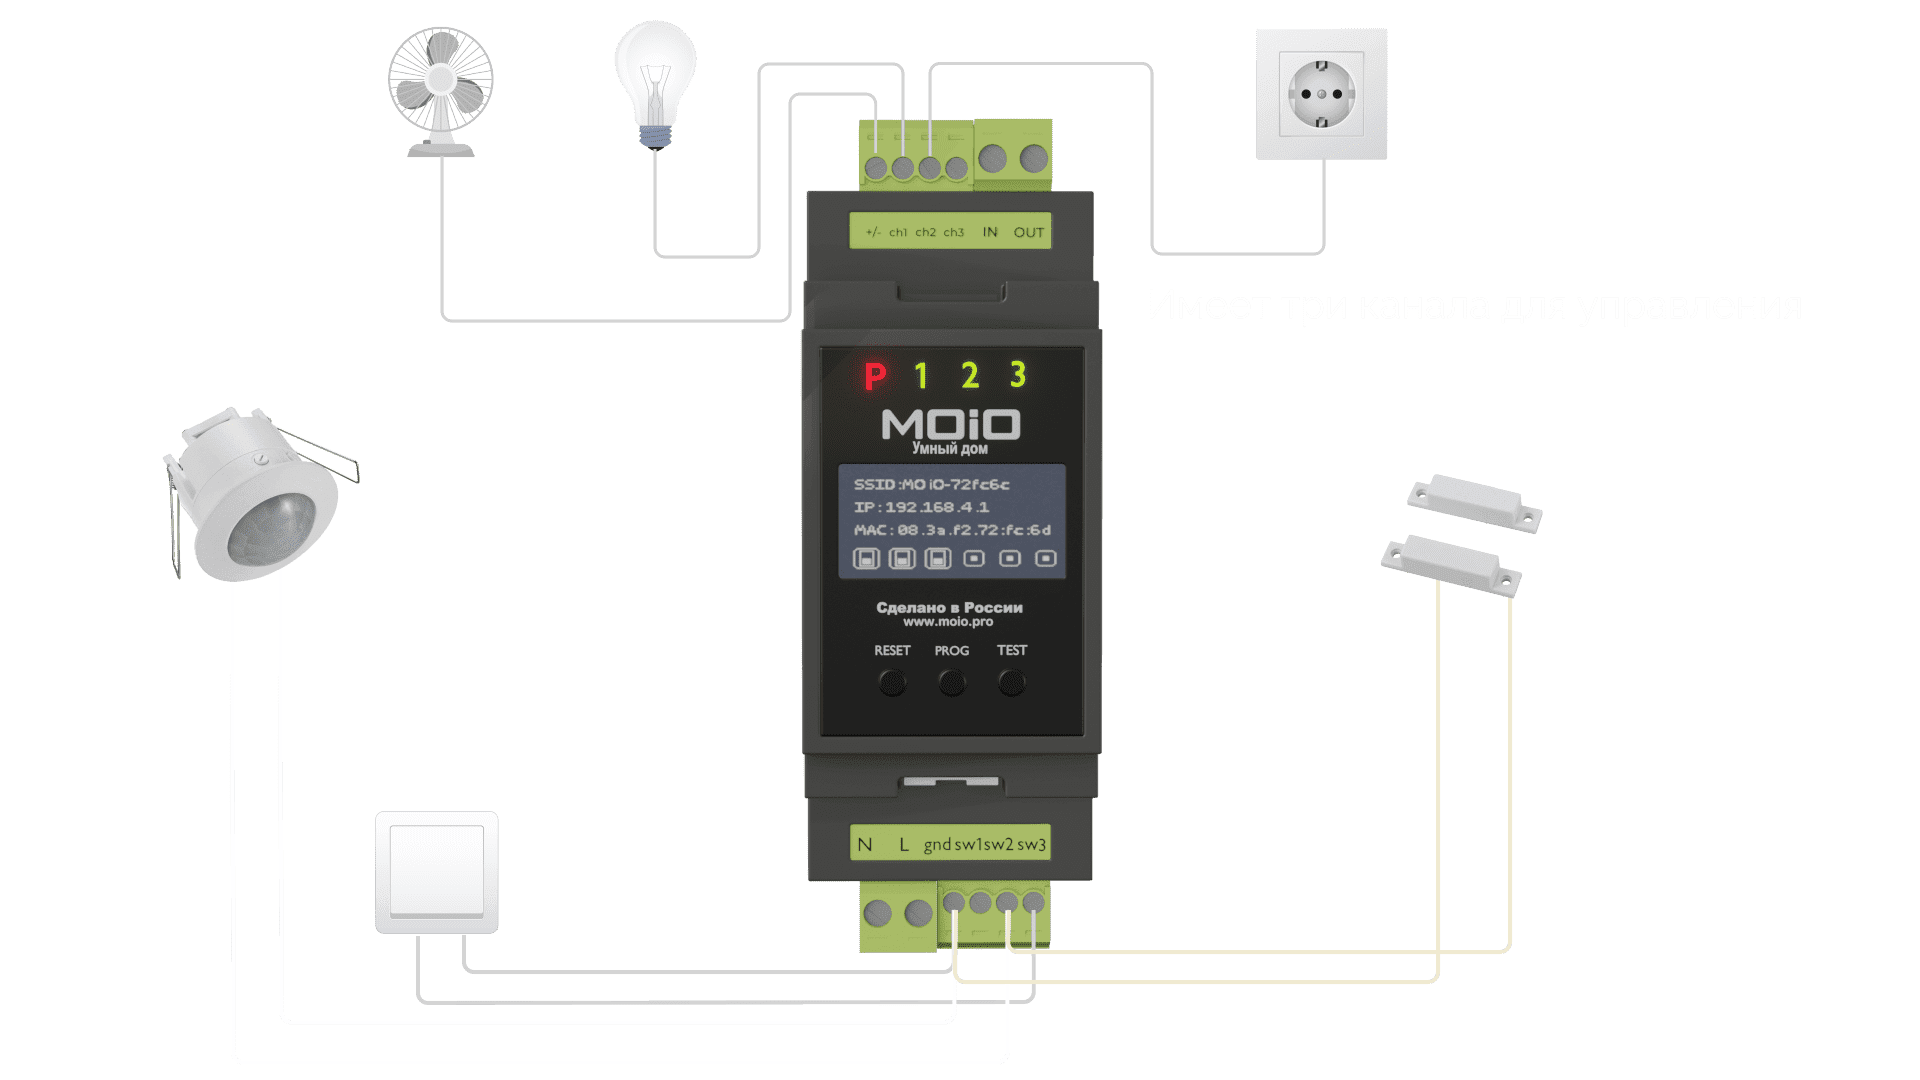 +/- ch1 ch2 ch3 IN OUT
имеет три канала для управления
P 1 2 3
MOiO
Умный дом
SSID:MOiO-72fc6c
IP:192.168.4.1
MAC:08.3a.f2.72:fc:6d
Сделано в России
www.moio.pro
RESET PROG TEST
N L gnd sw1 sw2 sw3